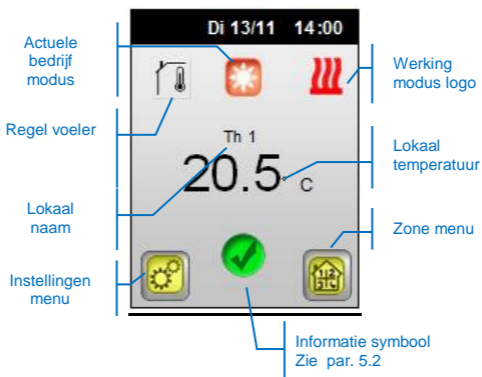 Di 13/11 14:00
Actuele
bedrijf
modus
Werking
modus logo
Regel voeler
Th 1
20.5° C
Lokaal
temperatuur
Lokaal
naam
Zone menu
Instellingen
menu
1 2
3 4
Informatie symbool
Zie par. 5.2